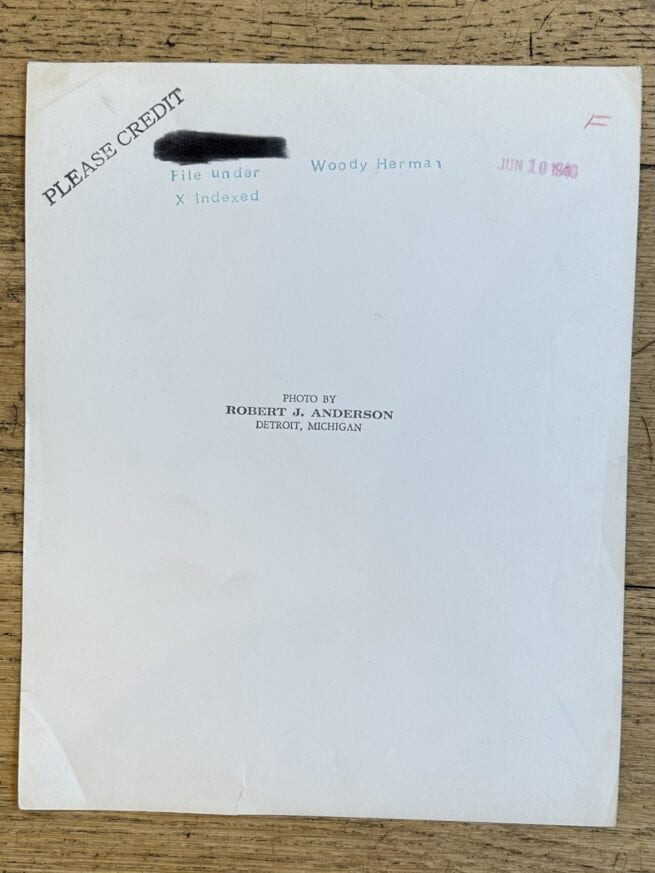 PLEASE CREDIT
File under Woody Herman JUN 10 1940
X Indexed
PHOTO BY
ROBERT J. ANDERSON
DETROIT, MICHIGAN